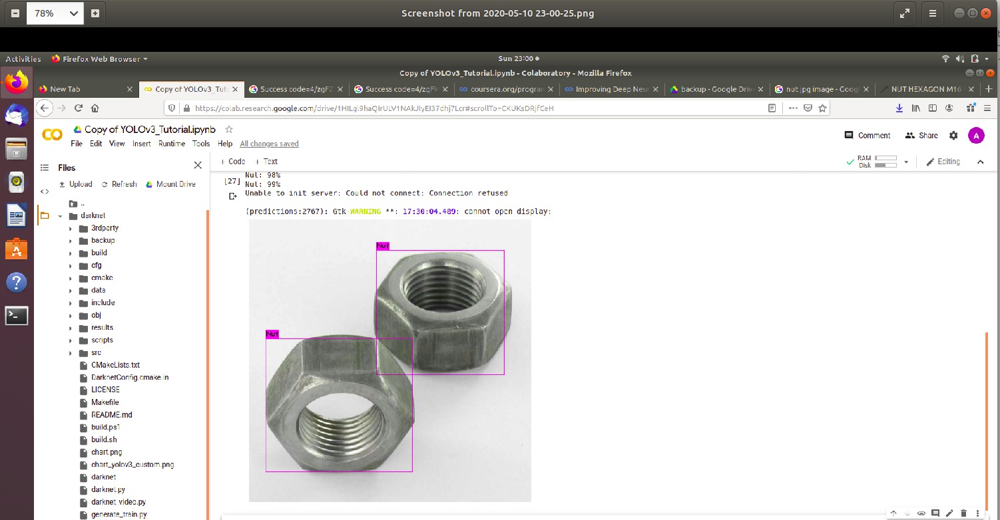 78%
Screenshot from 2020-05-10 23-00-25.png
Activities
Firefox Web Browser
Sun 23:00
Copy of YOLOv3_Tutorial.ipynb - Colaboratory - Mozilla Firefox
New Tab
Copy of YOLOv3_Tuto
Success code=4/zgFZ
Success code=4/zgFV
coursera.org/program
Improving Deep Neur
backup - Google Drive
nut jpg image - Googl
NUT HEXAGON M16
https://colab.research.google.com/drive/
#scrollTo=CKUKsDRjfCeH
Copy of YOLOv3_Tutorial.ipynb
File Edit View Insert Runtime Tools Help All changes saved
Comment
Share
A
Files
+ Code + Text
RAM
Disk
Editing
Upload Refresh Mount Drive
..
darknet
3rdparty
backup
build
cfg
cmake
data
include
obj
results
scripts
src
CMakeLists.txt
DarknetConfig.cmake.in
LICENSE
Makefile
README.md
build.ps1
build.sh
chart.png
chart_yolov3_custom.png
darknet
darknet.py
darknet_video.py
generate_train.py
Nut: 98%
[27]
Nut: 99%
Unable to init server: Could not connect: Connection refused
(predictions:2767): Gtk-WARNING **: 17:30:04.489: cannot open display:
Nut
Nut